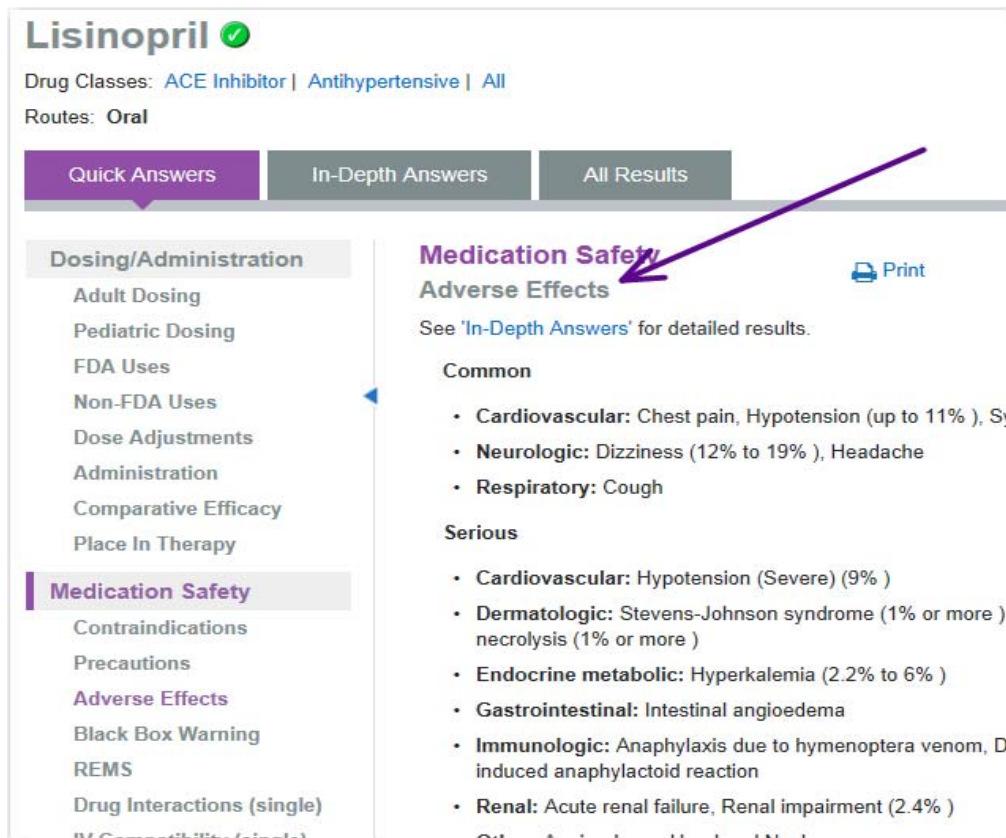 Lisinopril
Drug Classes: ACE Inhibitor | Antihypertensive | All
Routes: Oral
Quick Answers
In-Depth Answers
All Results
Dosing/Administration
Adult Dosing
Pediatric Dosing
FDA Uses
Non-FDA Uses
Dose Adjustments
Administration
Comparative Efficacy
Place In Therapy
Medication Safety
Contraindications
Precautions
Adverse Effects
Black Box Warning
REMS
Drug Interactions (single)
IV Compatibility (single)
Medication Safety
Adverse Effects
Print
See 'In-Depth Answers' for detailed results.
Common
• Cardiovascular: Chest pain, Hypotension (up to 11% ),
• Neurologic: Dizziness (12% to 19% ), Headache
• Respiratory: Cough
Serious
• Cardiovascular: Hypotension (Severe) (9% )
• Dermatologic: Stevens-Johnson syndrome (1% or more )
necrolysis (1% or more )
• Endocrine metabolic: Hyperkalemia (2.2% to 6% )
• Gastrointestinal: Intestinal angioedema
• Immunologic: Anaphylaxis due to hymenoptera venom,
induced anaphylactoid reaction
• Renal: Acute renal failure, Renal impairment (2.4% )